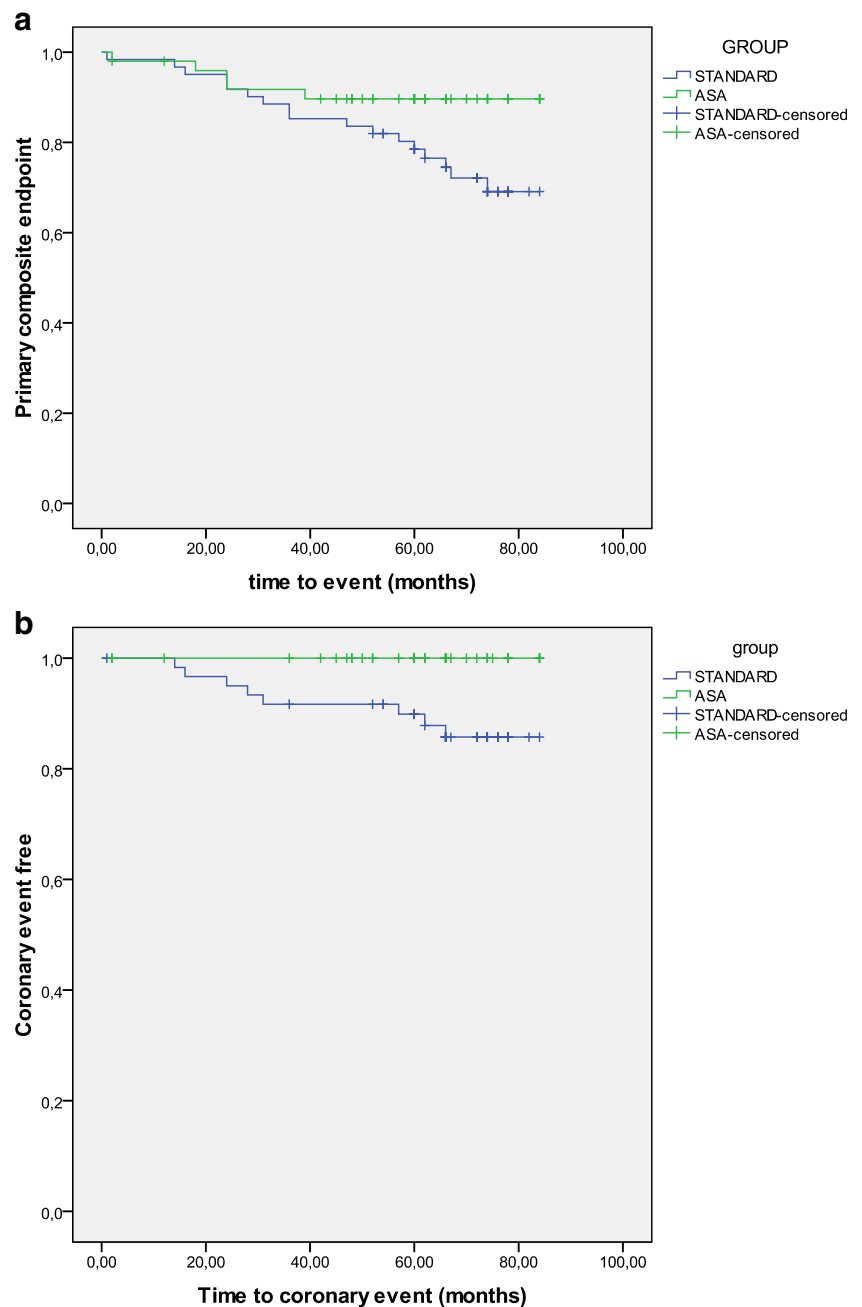 a
GROUP
STANDARD
ASA
STANDARD-censored
ASA-censored
Primary composite endpoint
1,0
0,8
0,6
0,4
0,2
0,0
0,00 20,00 40,00 60,00 80,00 100,00
time to event (months)
b
group
STANDARD
ASA
STANDARD-censored
ASA-censored
Coronary event free
1,0
0,8
0,6
0,4
0,2
0,0
0,00 20,00 40,00 60,00 80,00 100,00
Time to coronary event (months)